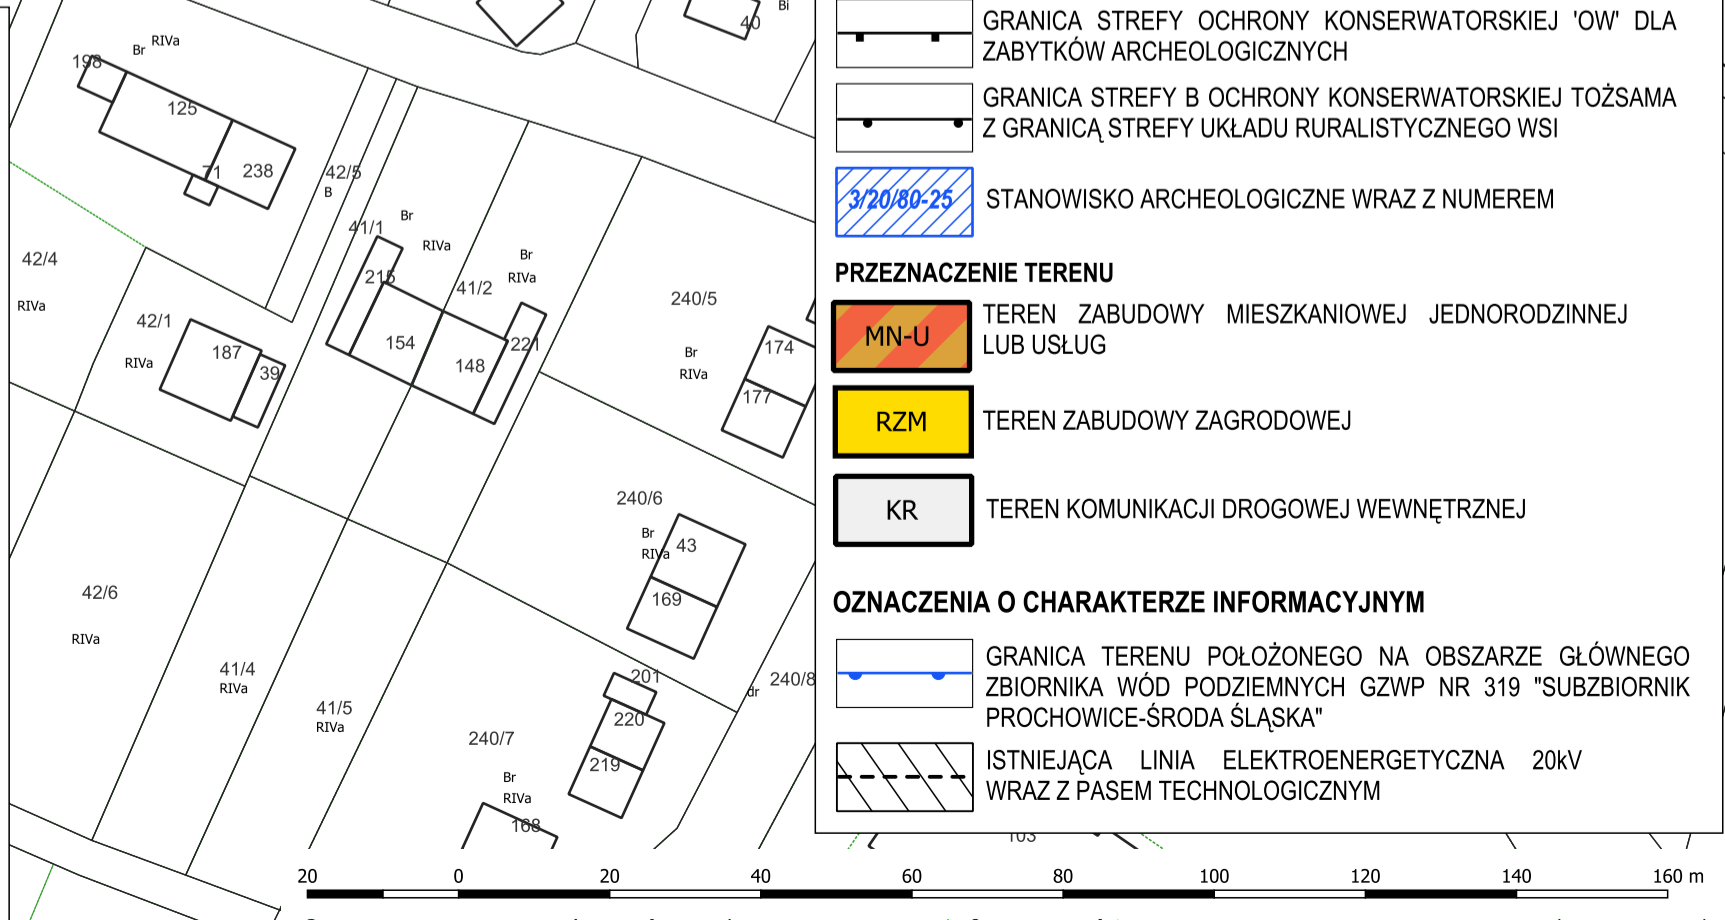 GRANICA STREFY OCHRONY KONSERWATORSKIEJ 'OW' DLA
ZABYTKÓW ARCHEOLOGICZNYCH
GRANICA STREFY B OCHRONY KONSERWATORSKIEJ TOŻSAMA
Z GRANICĄ STREFY UKŁADU RURALISTYCZNEGO WSI
3/20/80-25
STANOWISKO ARCHEOLOGICZNE WRAZ Z NUMEREM
PRZEZNACZENIE TERENU
MN-U
TEREN ZABUDOWY MIESZKANIOWEJ JEDNORODZINNEJ
LUB USŁUG
RZM
TEREN ZABUDOWY ZAGRODOWEJ
KR
TEREN KOMUNIKACJI DROGOWEJ WEWNĘTRZNEJ
OZNACZENIA O CHARAKTERZE INFORMACYJNYM
GRANICA TERENU POŁOŻONEGO NA OBSZARZE GŁÓWNEGO
ZBIORNIKA WÓD PODZIEMNYCH GZWP NR 319 "SUBZBIORNIK
PROCHOWICE-ŚRODA ŚLĄSKA"
ISTNIEJĄCA LINIA ELEKTROENERGETYCZNA 20kV
WRAZ Z PASEM TECHNOLOGICZNYM
Bi
40
RIVa
Br
198
125
71
238
42/5
B
41/1
Br
RIVa
215
41/2
Br
RIVa
42/4
RIVa
42/1
RIVa
187
39
154
148
221
240/5
Br
RIVa
174
177
240/6
Br
RIVa
43
169
42/6
RIVa
41/4
RIVa
41/5
RIVa
201
220
219
240/7
Br
RIVa
168
dr
240/8
103
20 0 20 40 60 80 100 120 140 160 m